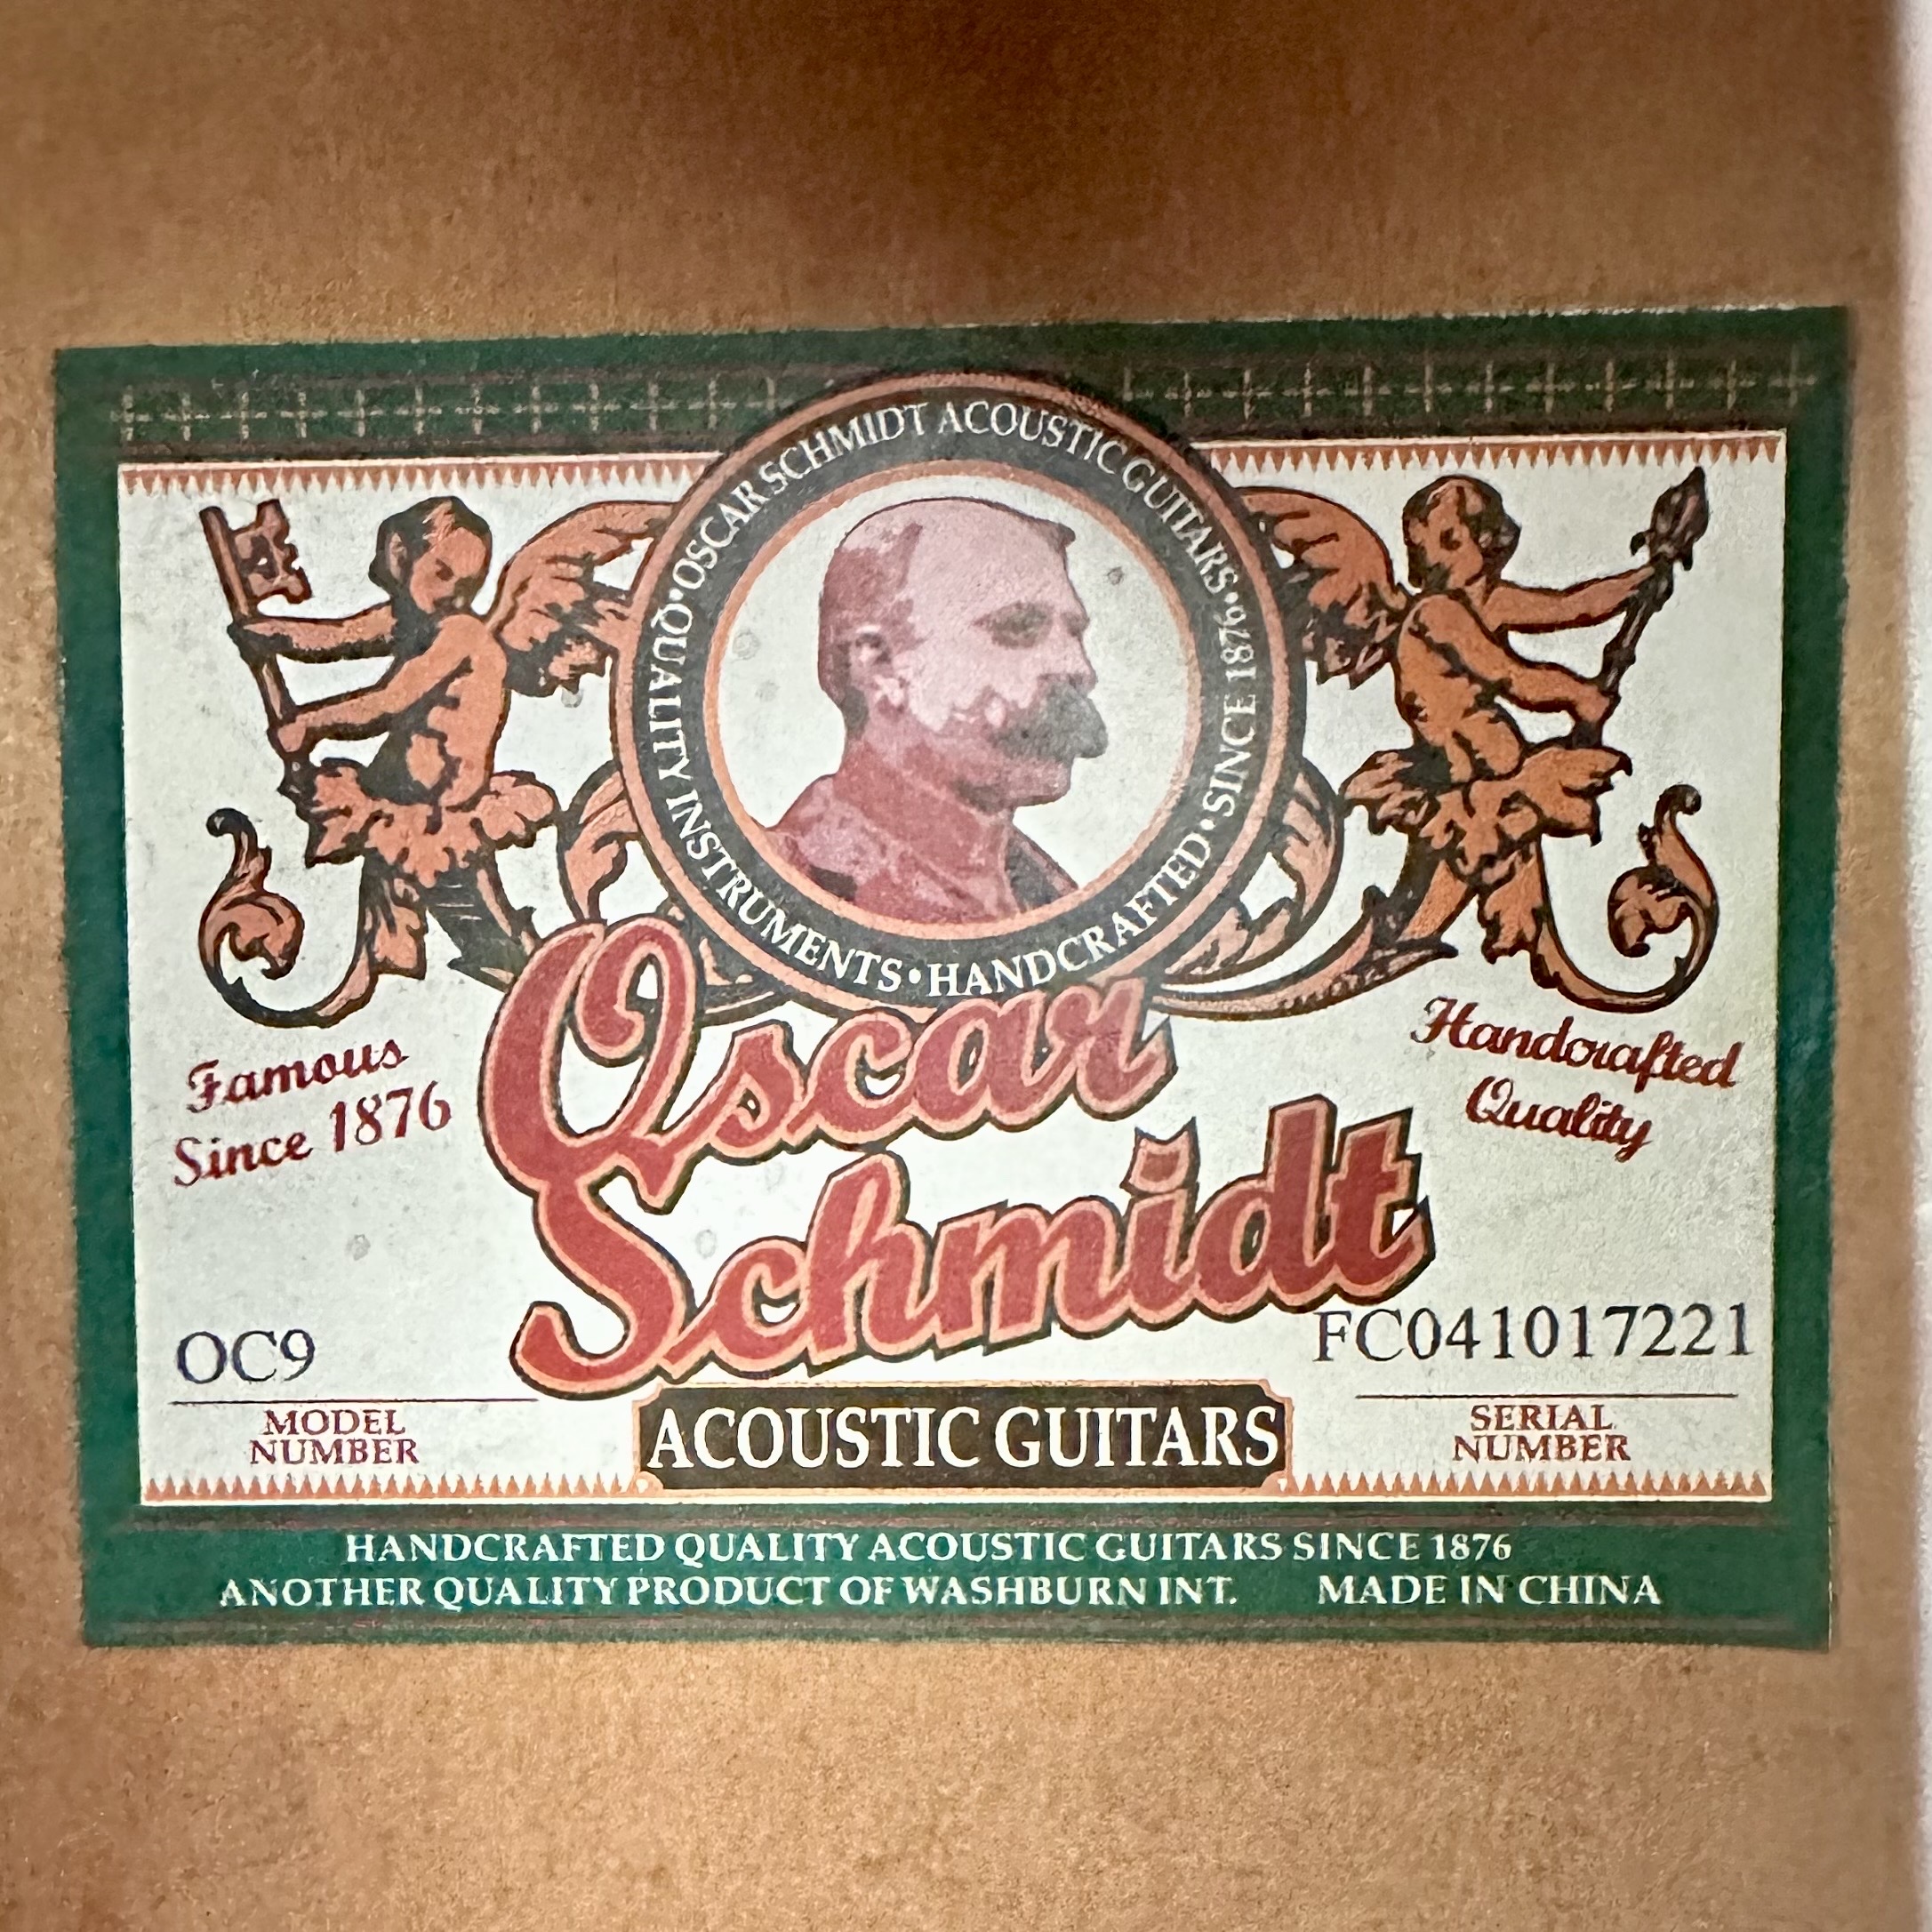 •OSCAR SCHMIDT ACOUSTIC GUITARS•SINCE 1876•
QUALITY INSTRUMENTS•HANDCRAFTED•
Famous
Since 1876
Oscar
Schmidt
Handcrafted
Quality
OC9
MODEL
NUMBER
ACOUSTIC GUITARS
FC041017221
SERIAL
NUMBER
HANDCRAFTED QUALITY ACOUSTIC GUITARS SINCE 1876
ANOTHER QUALITY PRODUCT OF WASHBURN INT. MADE IN CHINA